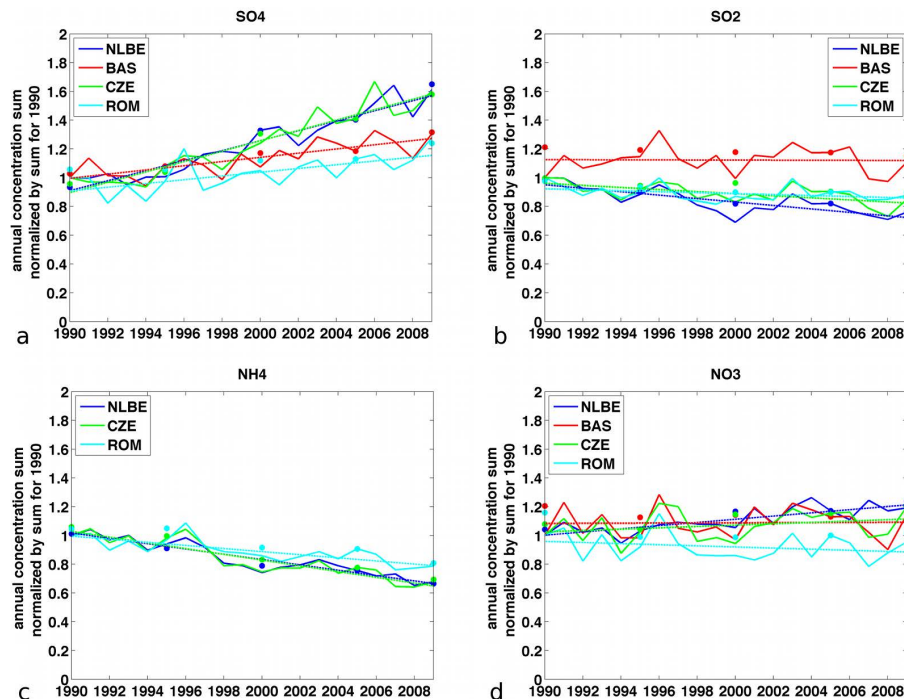 SO4
annual concentration sum
normalized by sum for 1990
2
1.8
1.6
1.4
1.2
1
0.8
0.6
0.4
0.2
0
NLBE
BAS
CZE
ROM
1990 1992 1994 1996 1998 2000 2002 2004 2006 2008
a
SO2
annual concentration sum
normalized by sum for 1990
2
1.8
1.6
1.4
1.2
1
0.8
0.6
0.4
0.2
0
NLBE
BAS
CZE
ROM
1990 1992 1994 1996 1998 2000 2002 2004 2006 2008
b
NH4
annual concentration sum
normalized by sum for 1990
2
1.8
1.6
1.4
1.2
1
0.8
0.6
0.4
0.2
0
NLBE
CZE
ROM
1990 1992 1994 1996 1998 2000 2002 2004 2006 2008
c
NO3
annual concentration sum
normalized by sum for 1990
2
1.8
1.6
1.4
1.2
1
0.8
0.6
0.4
0.2
0
NLBE
BAS
CZE
ROM
1990 1992 1994 1996 1998 2000 2002 2004 2006 2008
d